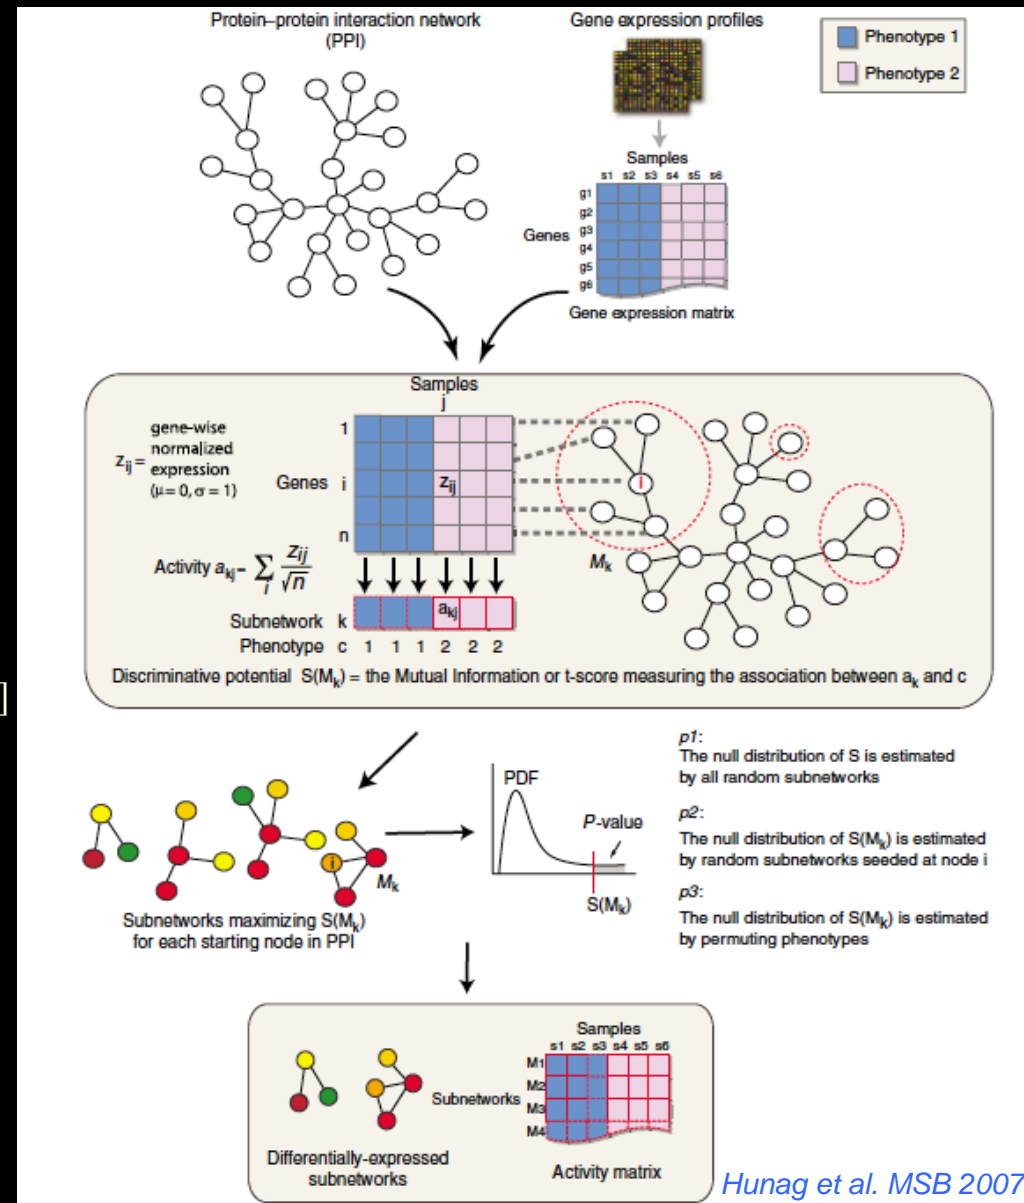 Protein–protein interaction network
(PPI)
Gene expression profiles
Phenotype 1
Phenotype 2
Samples
s1 s2 s3 s4 s5 s6
g1
g2
g3
g4
g5
g6
Genes
Gene expression matrix
Samples
j
z_ij = gene-wise
normalized
expression
(μ = 0, σ = 1)
1
Genes i
z_ij
n
i
M_k
Activity a_kj = ∑_i z_ij/√n
Subnetwork k
a_kj
Phenotype c 1 1 1 2 2 2
Discriminative potential S(M_k) = the Mutual Information or t-score measuring the association between a_k and c
]
i
M_k
Subnetworks maximizing S(M_k)
for each starting node in PPI
PDF
P-value
S(M_k)
p1:
The null distribution of S is estimated
by all random subnetworks
p2:
The null distribution of S(M_k) is estimated
by random subnetworks seeded at node i
p3:
The null distribution of S(M_k) is estimated
by permuting phenotypes
Samples
s1 s2 s3 s4 s5 s6
M1
M2
M3
M4
Subnetworks
Differentially-expressed
subnetworks
Activity matrix
Hunag et al. MSB 2007